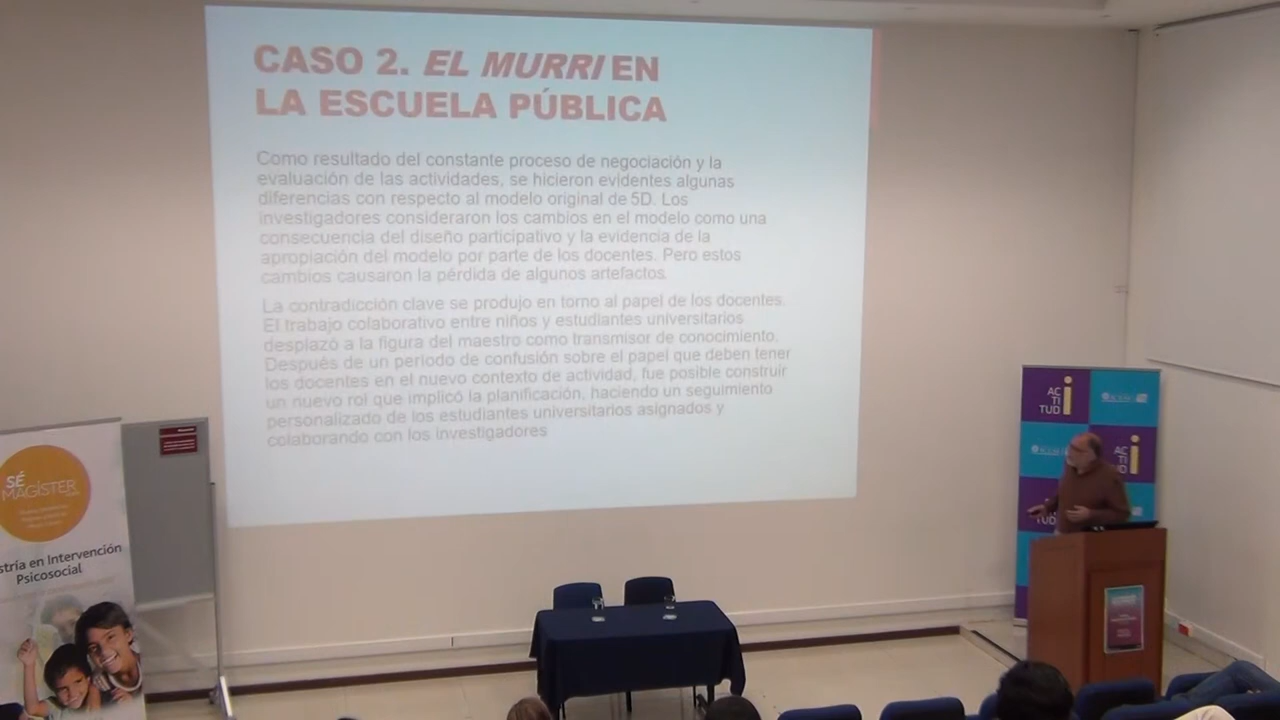 CASO 2. EL MURRI EN
LA ESCUELA PÚBLICA
Como resultado del constante proceso de negociación y la
evaluación de las actividades, se hicieron evidentes algunas
diferencias con respecto al modelo original de 5D. Los
investigadores consideraron los cambios en el modelo como una
consecuencia del diseño participativo y la evidencia de la
apropiación del modelo por parte de los docentes. Pero estos
cambios causaron la pérdida de algunos artefactos
La contradicción clave se produjo en torno al papel de los docentes.
El trabajo colaborativo entre niños y estudiantes universitarios
desplazó a la figura del maestro como transmisor de conocimiento.
Después de un periodo de confusión sobre el papel que deben tener
los docentes en el nuevo contexto de actividad, fue posible construir
un nuevo rol que implicó la planificación, haciendo un seguimiento
personalizado de los estudiantes universitarios asignados y
colaborando con los investigadores
SÉ
MAGÍSTER
stría en Intervención
Psicosocial
AC
TI
TUD
i
AC
TI
i
TUD